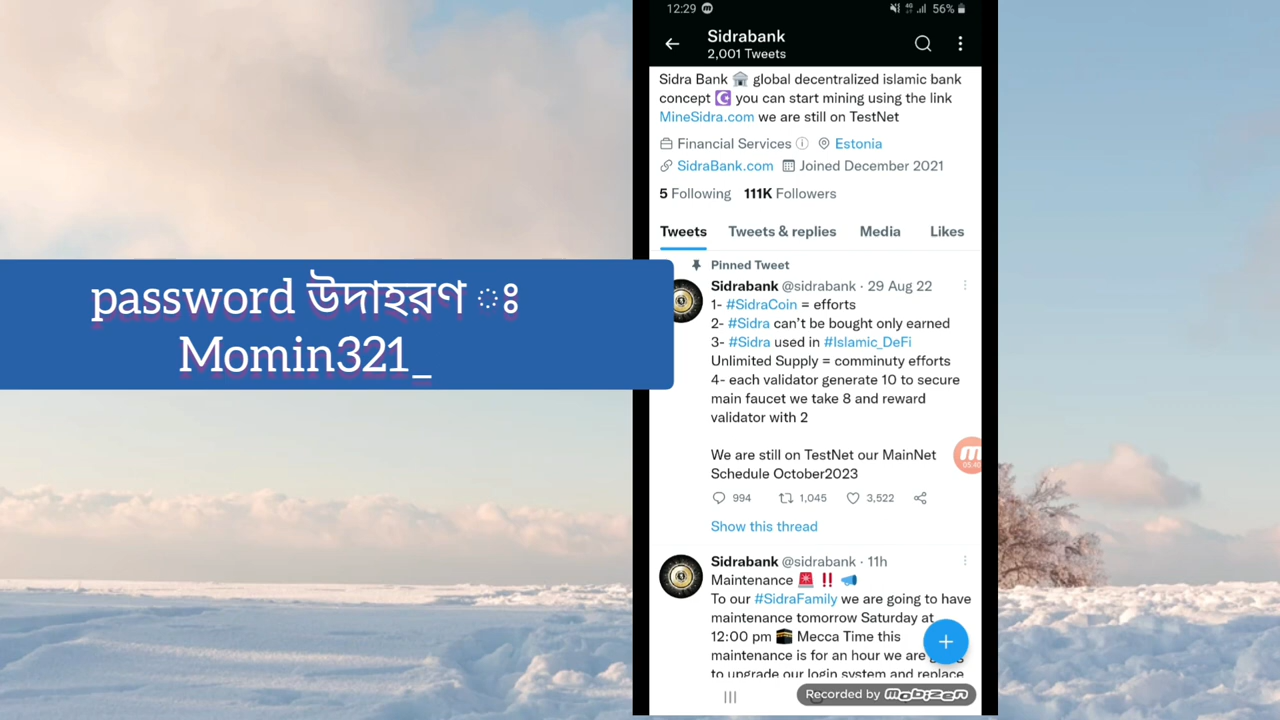 12:29 56%
Sidrabank
2,001 Tweets
Sidra Bank 🏦 global decentralized islamic bank
concept ☪ you can start mining using the link
MineSidra.com we are still on TestNet
Financial Services Estonia
SidraBank.com Joined December 2021
5 Following 111K Followers
Tweets Tweets & replies Media Likes
Pinned Tweet
Sidrabank @sidrabank · 29 Aug 22
1- #SidraCoin = efforts
2- #Sidra can’t be bought only earned
3- #Sidra used in #Islamic_DeFi
Unlimited Supply = comminuty efforts
4- each validator generate 10 to secure
main faucet we take 8 and reward
validator with 2
We are still on TestNet our MainNet
Schedule October2023
994 1,045 3,522
Show this thread
Sidrabank @sidrabank · 11h
Maintenance 🚨 ‼️ 📣
To our #SidraFamily we are going to have
maintenance tomorrow Saturday at
12:00 pm 🕋 Mecca Time this
maintenance is for an hour we are
to upgrade our login system and replace
Recorded by MOBIZEN
password উদাহরণ ঃ
Momin321_
05:40